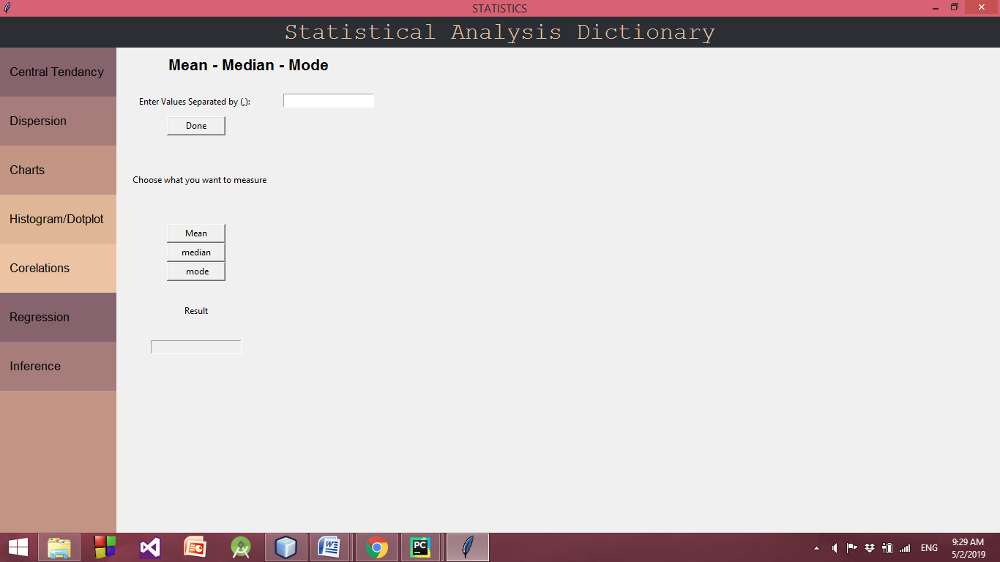 STATISTICS
Statistical Analysis Dictionary
Central Tendancy
Dispersion
Charts
Histogram/Dotplot
Corelations
Regression
Inference
Mean - Median - Mode
Enter Values Separated by (,):
Done
Choose what you want to measure
Mean
median
mode
Result
PC
ENG
9:29 AM
5/2/2019